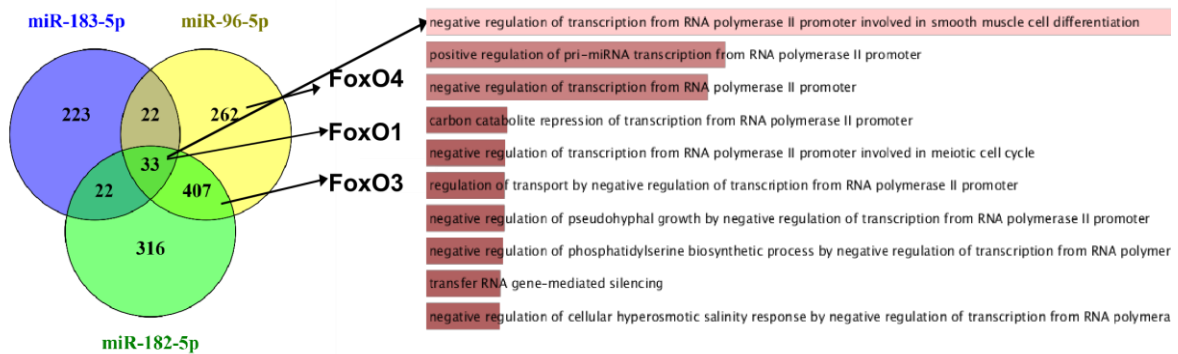 miR-183-5p
miR-96-5p
223
22
262
33
22
407
316
miR-182-5p
FoxO4
FoxO1
FoxO3
negative regulation of transcription from RNA polymerase II promoter involved in smooth muscle cell differentiation
positive regulation of pri-miRNA transcription from RNA polymerase II promoter
negative regulation of transcription from RNA polymerase II promoter
carbon catabolite repression of transcription from RNA polymerase II promoter
negative regulation of transcription from RNA polymerase II promoter involved in meiotic cell cycle
regulation of transport by negative regulation of transcription from RNA polymerase II promoter
negative regulation of pseudohyphal growth by negative regulation of transcription from RNA polymerase II promoter
negative regulation of phosphatidylserine biosynthetic process by negative regulation of transcription from RNA polymer
transfer RNA gene-mediated silencing
negative regulation of cellular hyperosmotic salinity response by negative regulation of transcription from RNA polymera